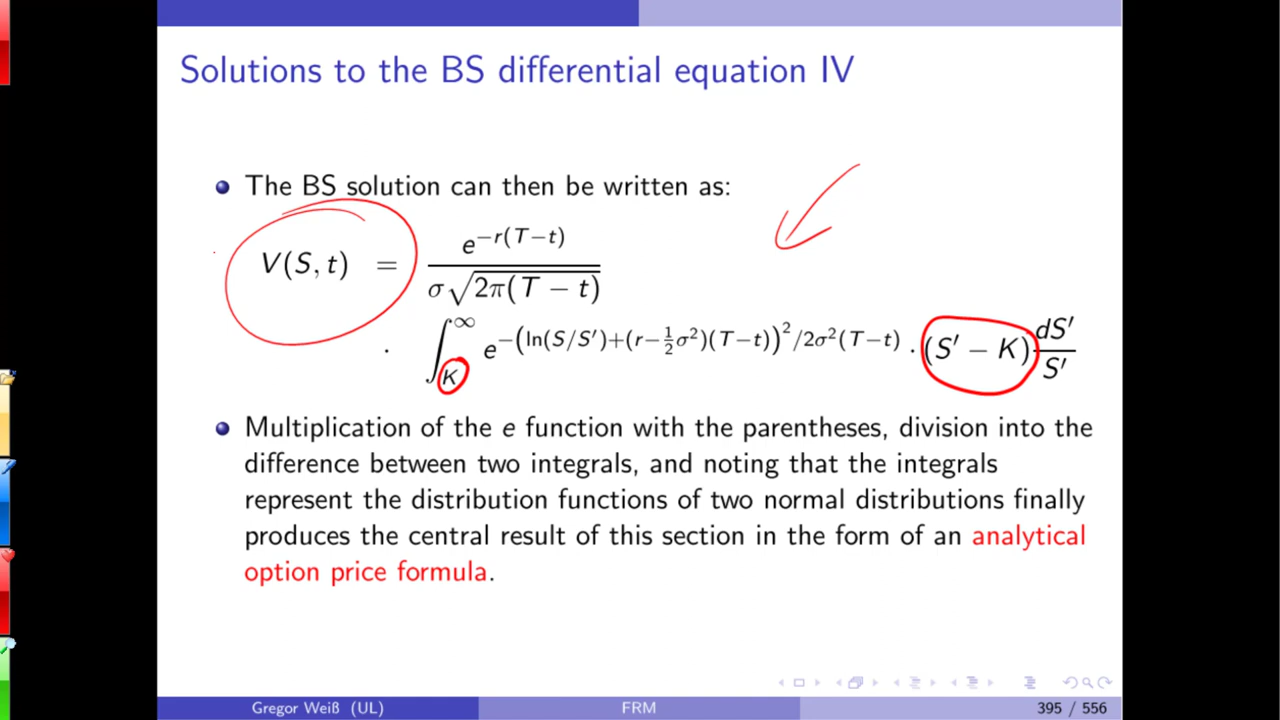 Solutions to the BS differential equation IV
The BS solution can then be written as:
V(S, t) = e^{−r(T−t)} / σ√(2π(T − t))
· ∫_K^∞ e^{−(ln(S/S′)+(r−½σ²)(T−t))²/2σ²(T−t)} · (S′ − K) dS′/S′
Multiplication of the e function with the parentheses, division into the
difference between two integrals, and noting that the integrals
represent the distribution functions of two normal distributions finally
produces the central result of this section in the form of an analytical
option price formula.
Gregor Weiß (UL) FRM 395 / 556